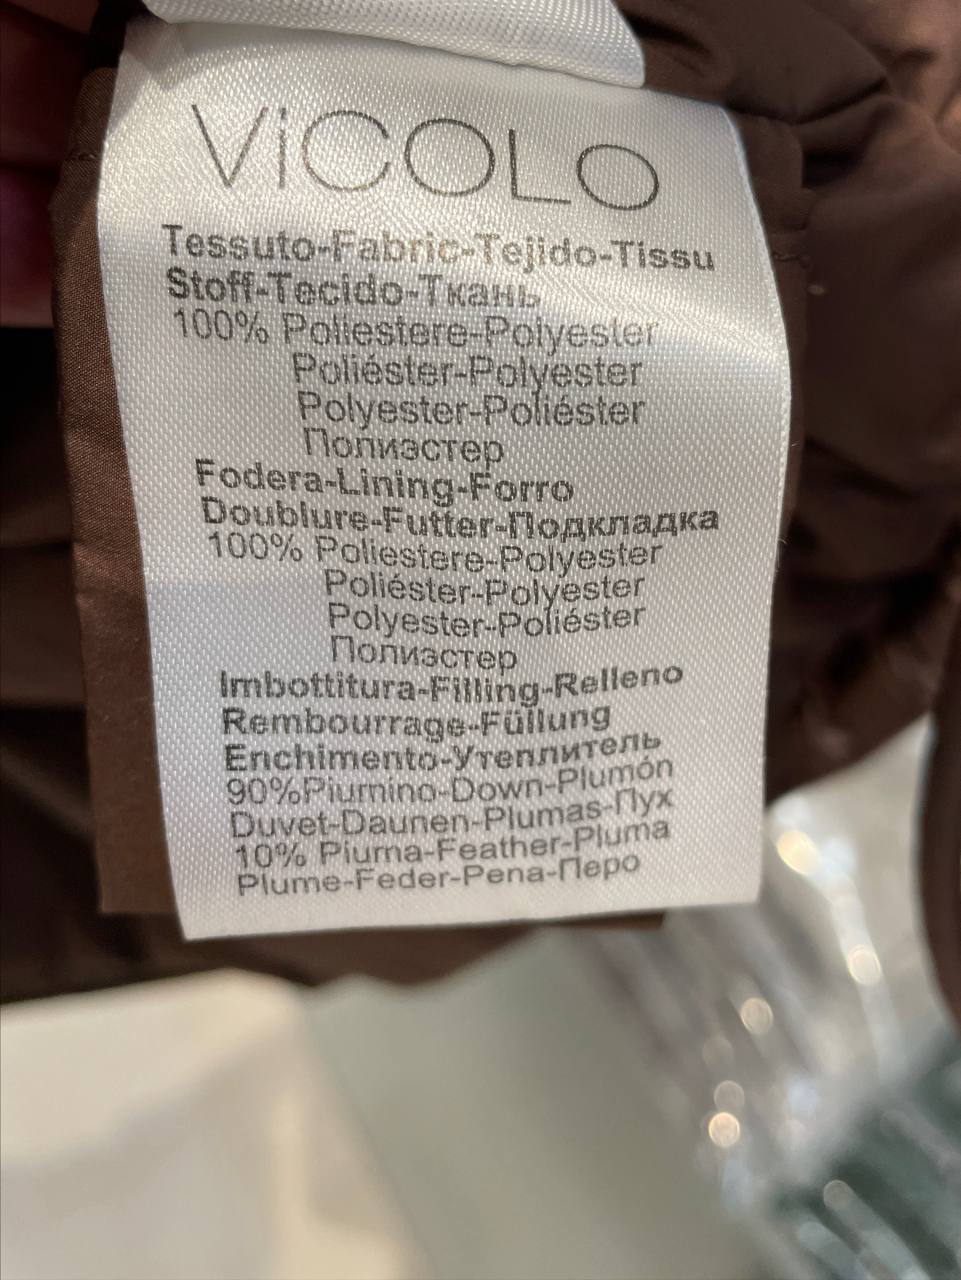 ViCOLO
Tessuto-Fabric-Tejido-Tissu
Stoff-Tecido-Ткань
100% Poliestere-Polyester
Poliéster-Polyester
Polyester-Poliéster
Полиэстер
Fodera-Lining-Forro
Doublure-Futter-Подкладка
100% Poliestere-Polyester
Poliéster-Polyester
Polyester-Poliéster
Полиэстер
Imbottitura-Filling-Relleno
Rembourrage-Füllung
Enchimento-Утеплитель
90%Piumino-Down-Plumón
Duvet-Daunen-Plumas-Пух
10% Piuma-Feather-Pluma
Plume-Feder-Pena-Перо